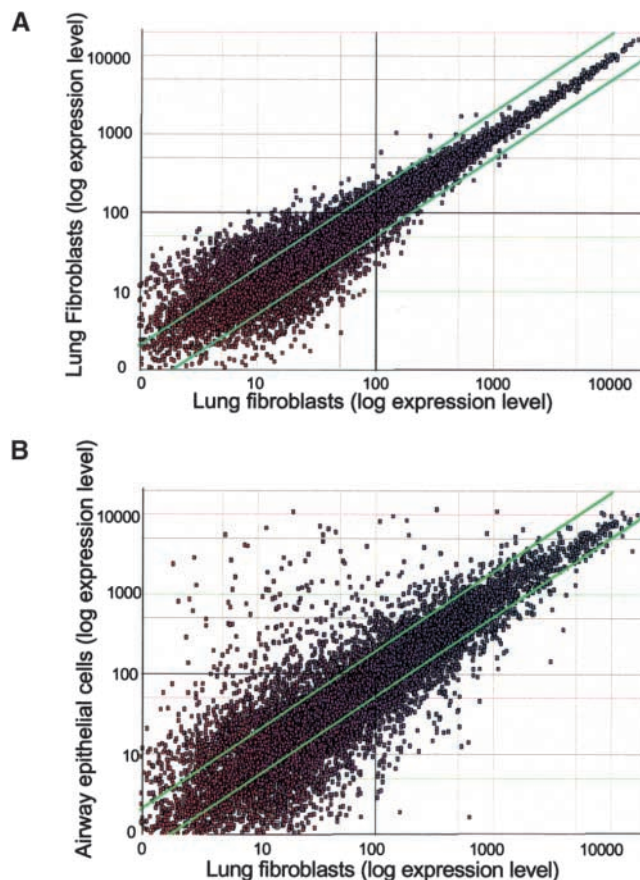 A
Lung Fibroblasts (log expression level)
10000
1000
100
10
0
0 10 100 1000 10000
Lung fibroblasts (log expression level)
B
Airway epithelial cells (log expression level)
10000
1000
100
10
0
0 10 100 1000 10000
Lung fibroblasts (log expression level)